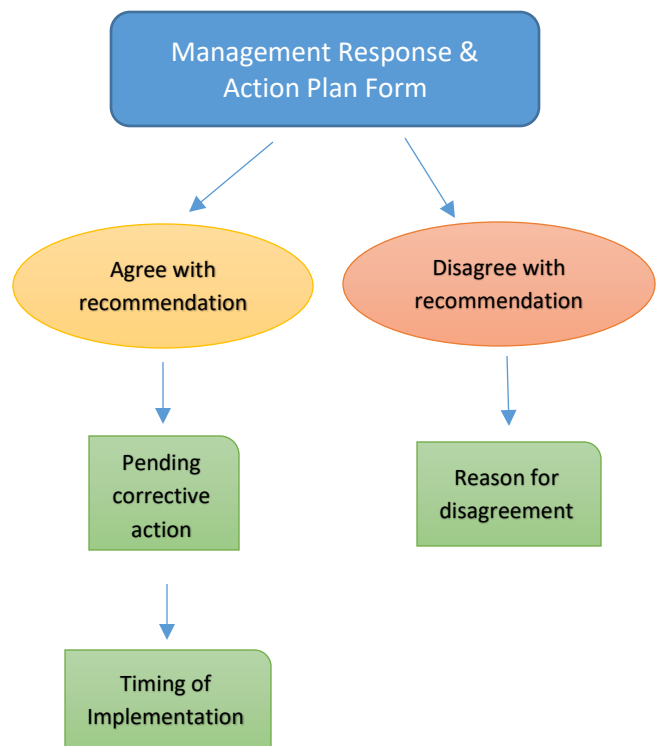 Management Response &
Action Plan Form
Agree with
recommendation
Disagree with
recommendation
Pending
corrective
action
Reason for
disagreement
Timing of
Implementation